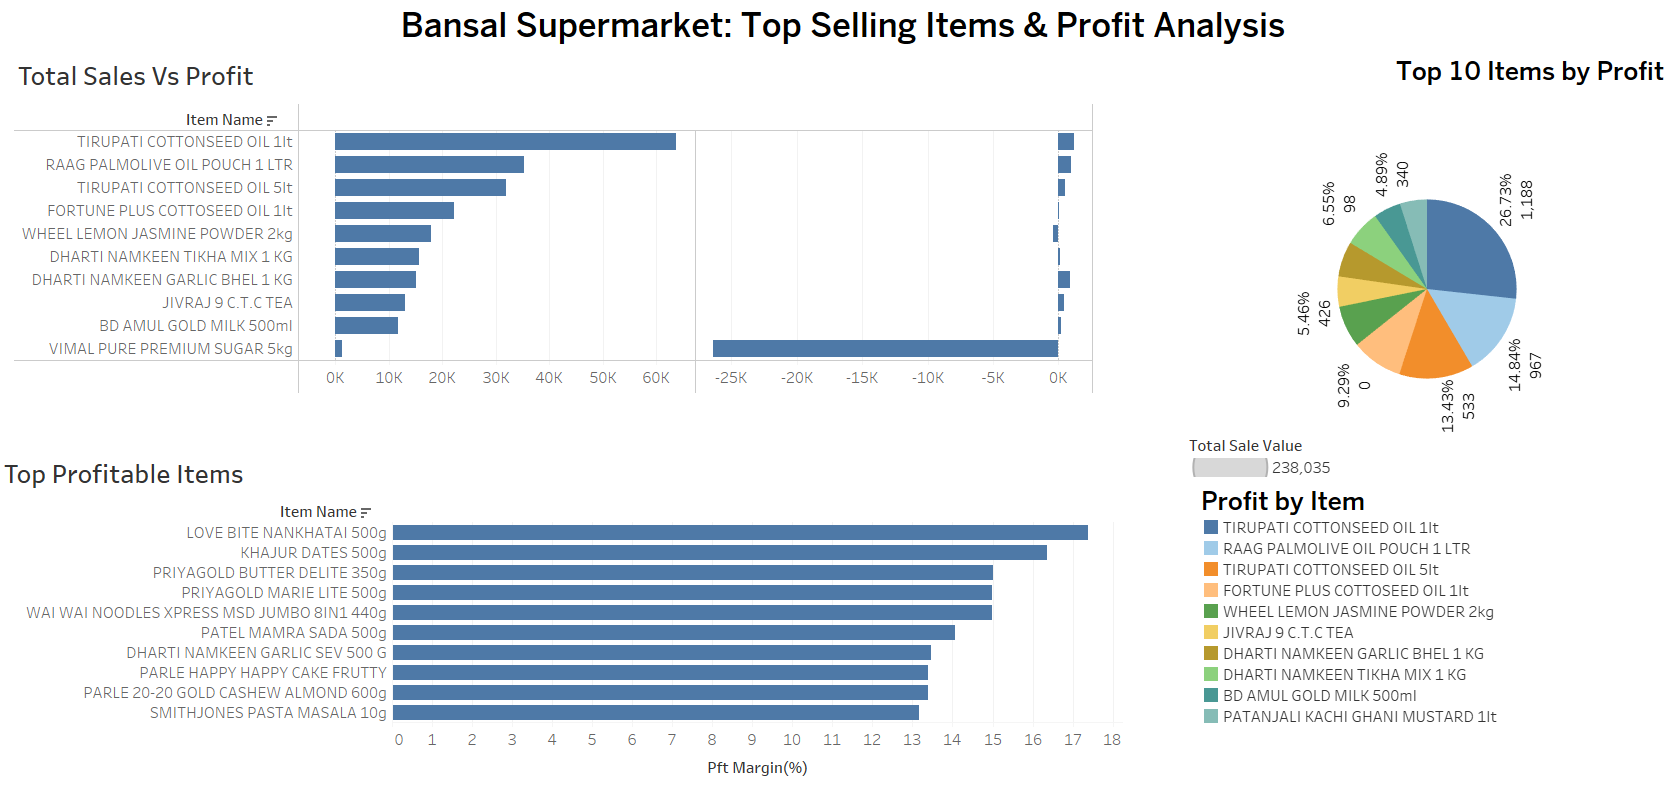 Bansal Supermarket: Top Selling Items & Profit Analysis
Total Sales Vs Profit
Item Name
TIRUPATI COTTONSEED OIL 1lt
RAAG PALMOLIVE OIL POUCH 1 LTR
TIRUPATI COTTONSEED OIL 5lt
FORTUNE PLUS COTTOSEED OIL 1lt
WHEEL LEMON JASMINE POWDER 2kg
DHARTI NAMKEEN TIKHA MIX 1 KG
DHARTI NAMKEEN GARLIC BHEL 1 KG
JIVRAJ 9 C.T.C TEA
BD AMUL GOLD MILK 500ml
VIMAL PURE PREMIUM SUGAR 5kg
0K 10K 20K 30K 40K 50K 60K -25K -20K -15K -10K -5K 0K
Top 10 Items by Profit
26.73%
1,188
14.84%
967
13.43%
533
9.29%
0
5.46%
426
6.55%
98
4.89%
340
Total Sale Value
238,035
Profit by Item
TIRUPATI COTTONSEED OIL 1lt
RAAG PALMOLIVE OIL POUCH 1 LTR
TIRUPATI COTTONSEED OIL 5lt
FORTUNE PLUS COTTOSEED OIL 1lt
WHEEL LEMON JASMINE POWDER 2kg
JIVRAJ 9 C.T.C TEA
DHARTI NAMKEEN GARLIC BHEL 1 KG
DHARTI NAMKEEN TIKHA MIX 1 KG
BD AMUL GOLD MILK 500ml
PATANJALI KACHI GHANI MUSTARD 1lt
Top Profitable Items
Item Name
LOVE BITE NANKHATAI 500g
KHAJUR DATES 500g
PRIYAGOLD BUTTER DELITE 350g
PRIYAGOLD MARIE LITE 500g
WAI WAI NOODLES XPRESS MSD JUMBO 8IN1 440g
PATEL MAMRA SADA 500g
DHARTI NAMKEEN GARLIC SEV 500 G
PARLE HAPPY HAPPY CAKE FRUTTY
PARLE 20-20 GOLD CASHEW ALMOND 600g
SMITHJONES PASTA MASALA 10g
0 1 2 3 4 5 6 7 8 9 10 11 12 13 14 15 16 17 18
Pft Margin(%)